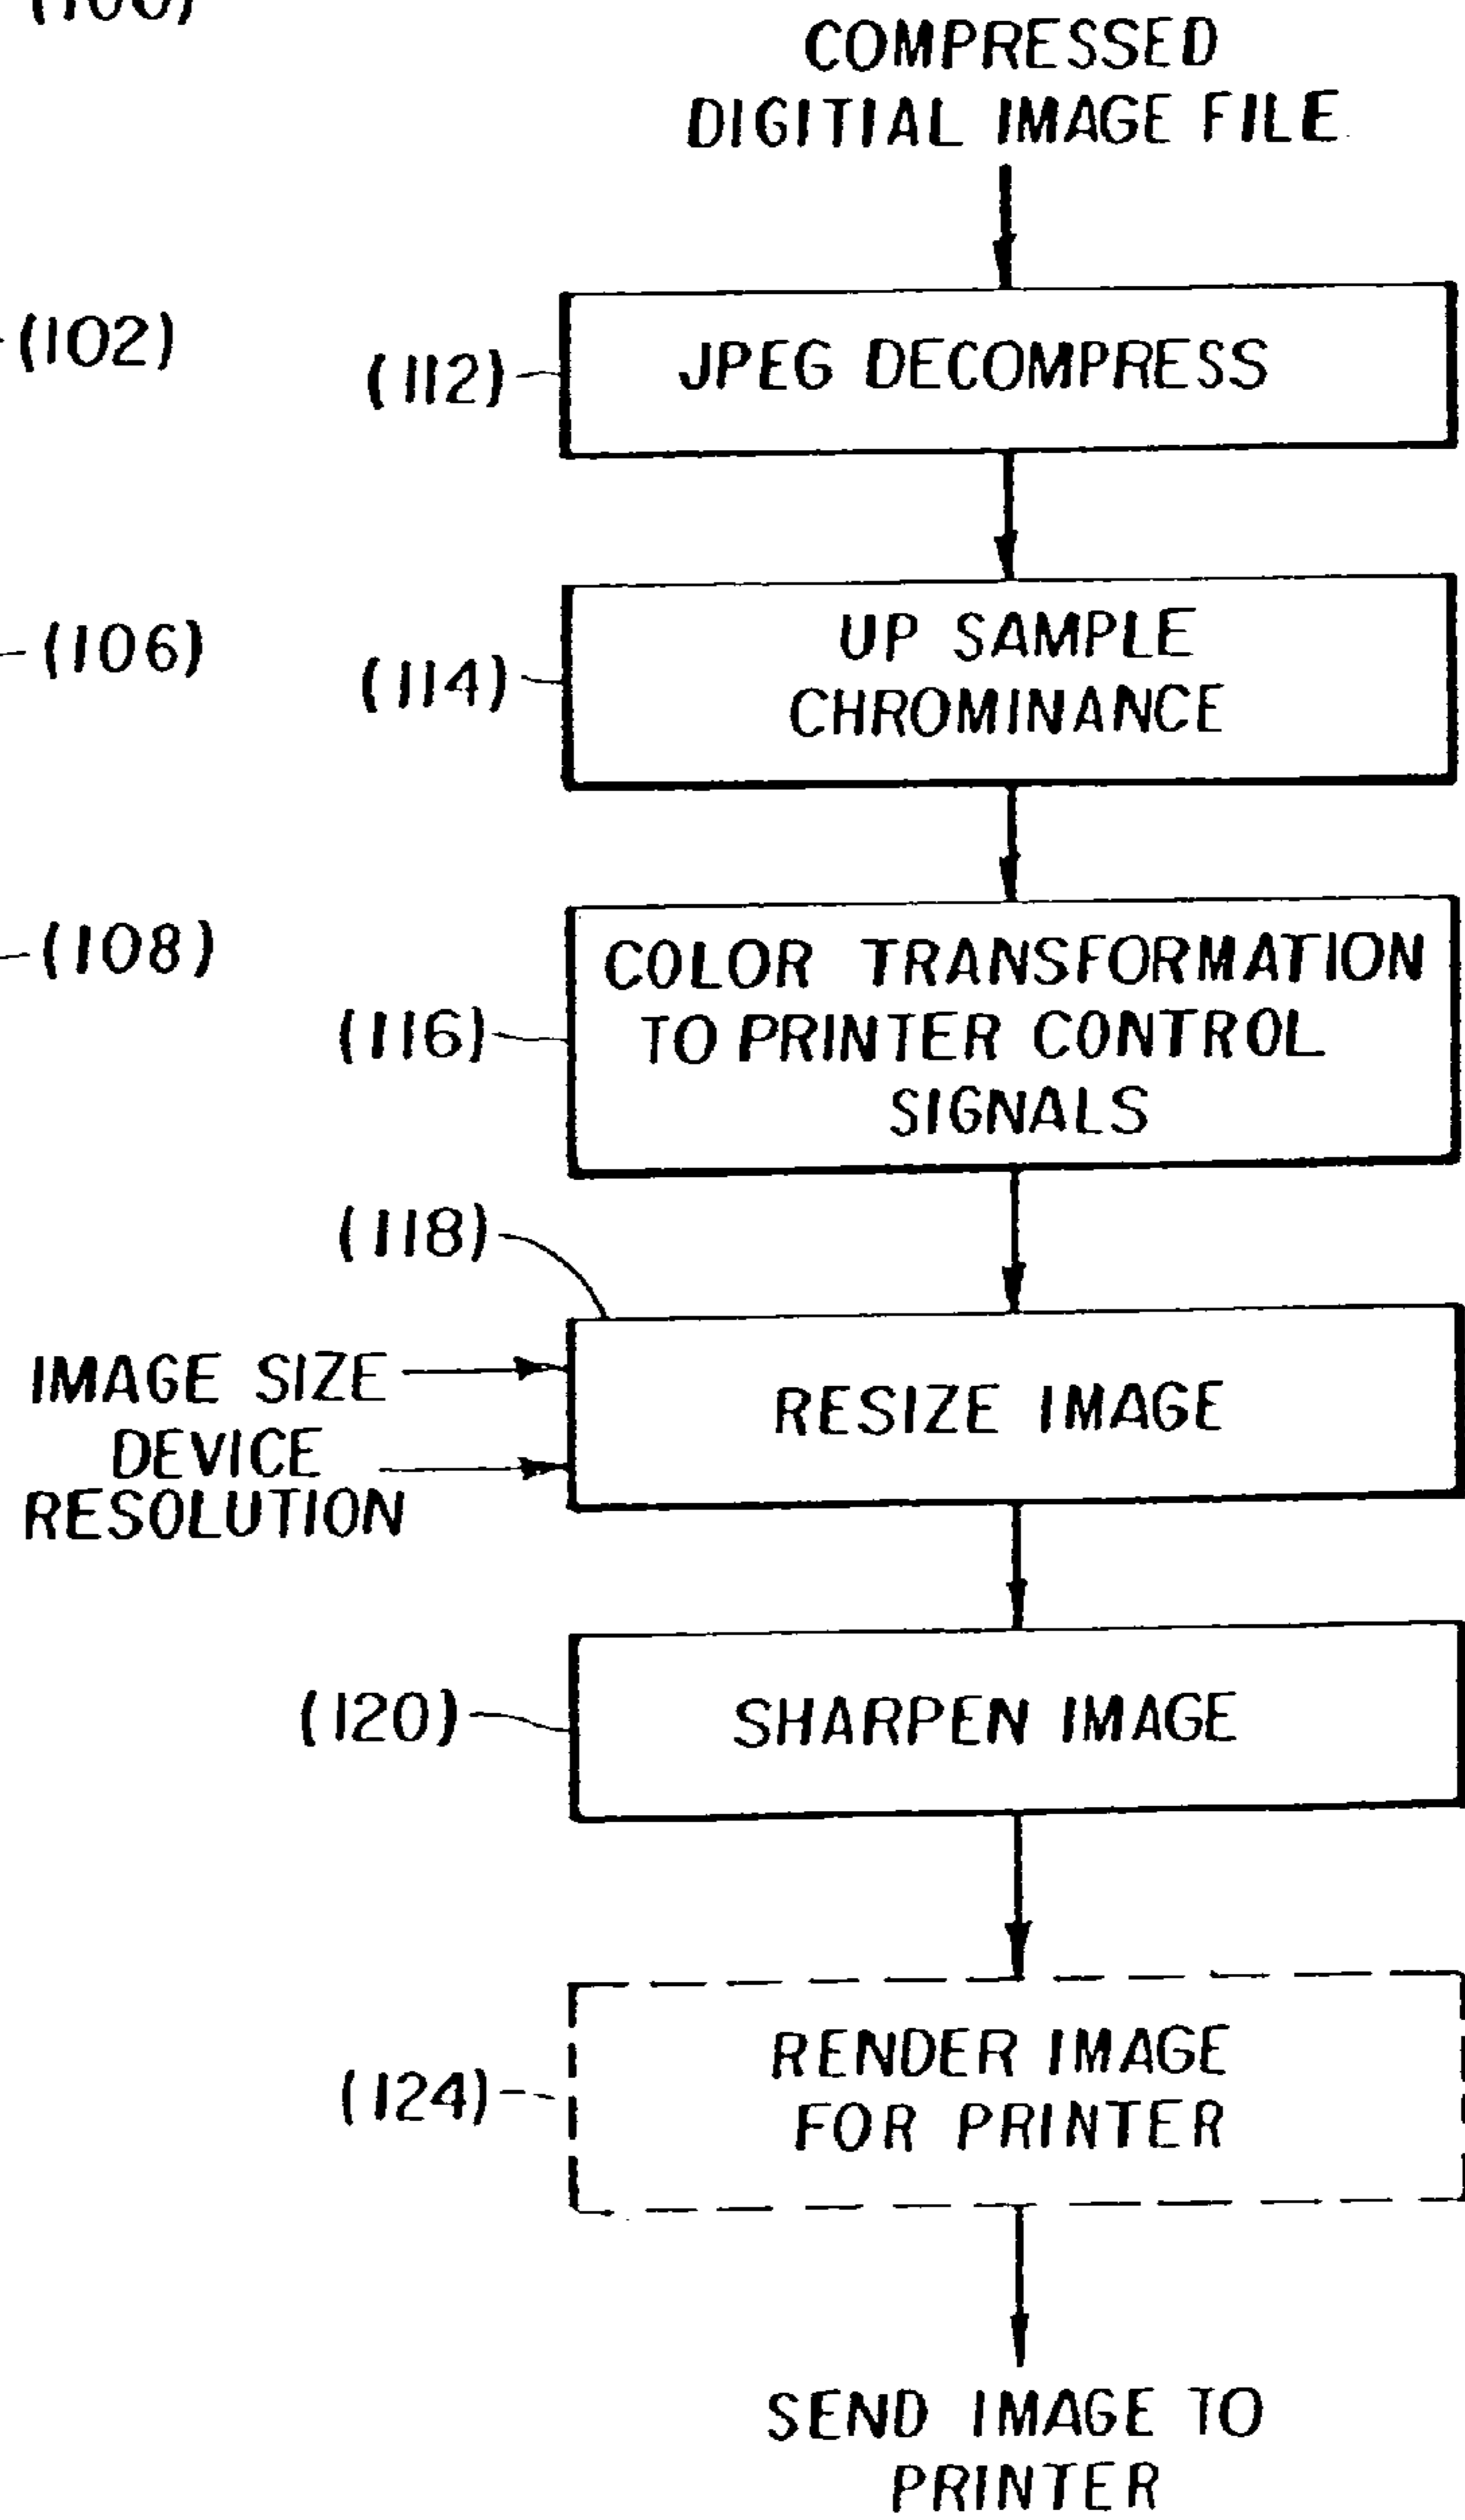 COMPRESSED
DIGITIAL IMAGE FILE
(102)
(112)
JPEG DECOMPRESS
(106)
(114)
UP SAMPLE
CHROMINANCE
(108)
(116)
COLOR TRANSFORMATION
TO PRINTER CONTROL
SIGNALS
(118)
IMAGE SIZE
DEVICE
RESOLUTION
RESIZE IMAGE
(120)
SHARPEN IMAGE
(124)
RENDER IMAGE
FOR PRINTER
SEND IMAGE TO
PRINTER